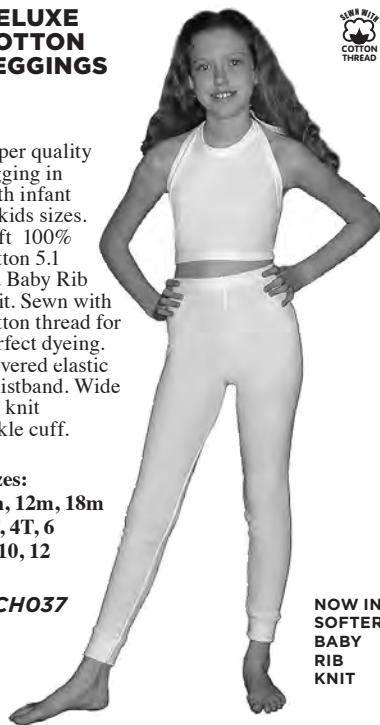 ELUXE
OTTON
EGGINGS
SEWN WITH
COTTON
THREAD
per quality
ging in
th infant
kids sizes.
ft 100%
tton 5.1
. Baby Rib
it. Sewn with
tton thread for
rfect dyeing.
vered elastic
istband. Wide
knit
kle cuff.
zes:
n, 12m, 18m
, 4T, 6
10, 12
CH037
NOW IN
SOFTER
BABY
RIB
KNIT